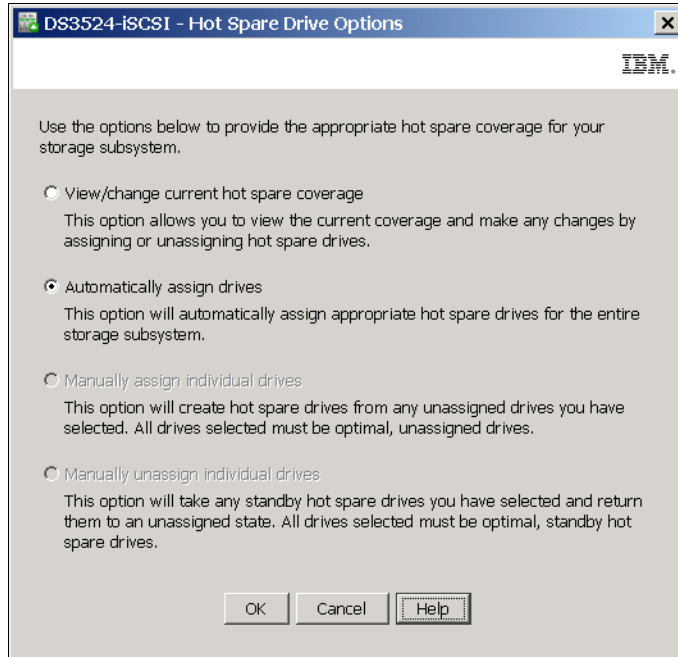 DS3524-iSCSI - Hot Spare Drive Options
IBM.
Use the options below to provide the appropriate hot spare coverage for your
storage subsystem.
View/change current hot spare coverage
This option allows you to view the current coverage and make any changes by
assigning or unassigning hot spare drives.
Automatically assign drives
This option will automatically assign appropriate hot spare drives for the entire
storage subsystem.
Manually assign individual drives
This option will create hot spare drives from any unassigned drives you have
selected. All drives selected must be optimal, unassigned drives.
Manually unassign individual drives
This option will take any standby hot spare drives you have selected and return
them to an unassigned state. All drives selected must be optimal, standby hot
spare drives.
OK Cancel Help